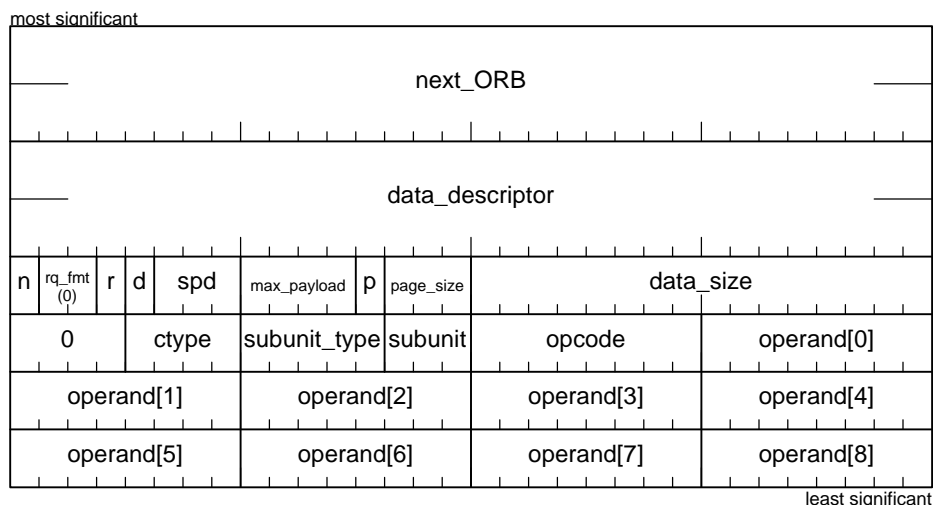 most significant
next_ORB
data_descriptor
n rq_fmt (0) r d spd max_payload p page_size data_size
0 ctype subunit_type subunit opcode operand[0]
operand[1] operand[2] operand[3] operand[4]
operand[5] operand[6] operand[7] operand[8]
least significant